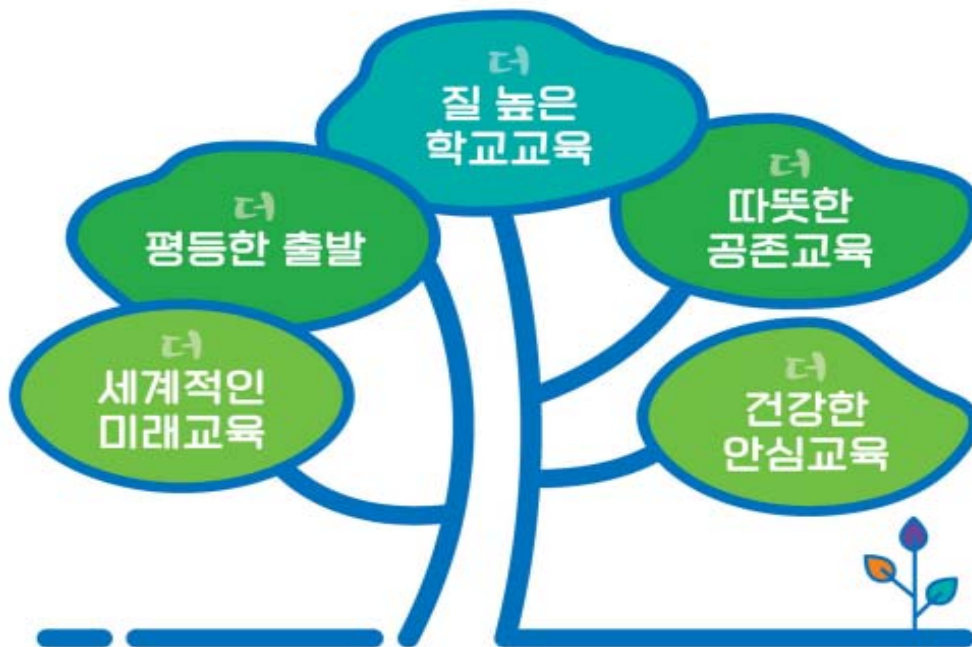 더
질 높은
학교교육
더
평등한 출발
더
따뜻한
공존교육
더
세계적인
미래교육
더
건강한
안심교육